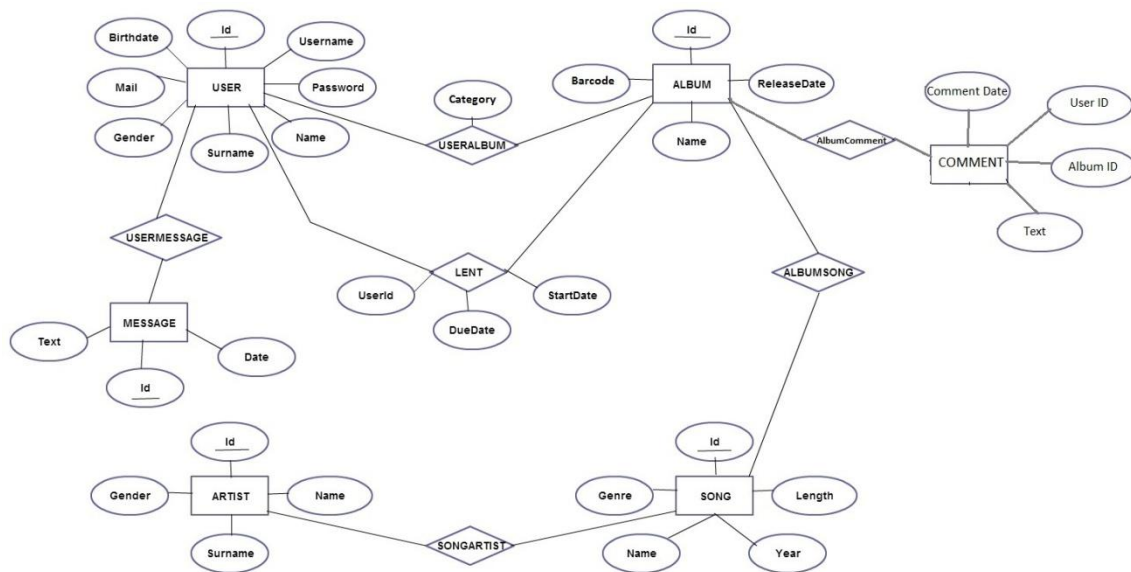 Id
Birthdate
Username
Mail
USER
Password
Gender
Surname
Name
Category
USERALBUM
Id
Barcode
ALBUM
ReleaseDate
Name
AlbumComment
Comment Date
User ID
COMMENT
Album ID
Text
USERMESSAGE
LENT
UserId
StartDate
DueDate
ALBUMSONG
MESSAGE
Text
Date
Id
Id
Gender
ARTIST
Name
Surname
SONGARTIST
Id
Genre
SONG
Length
Name
Year